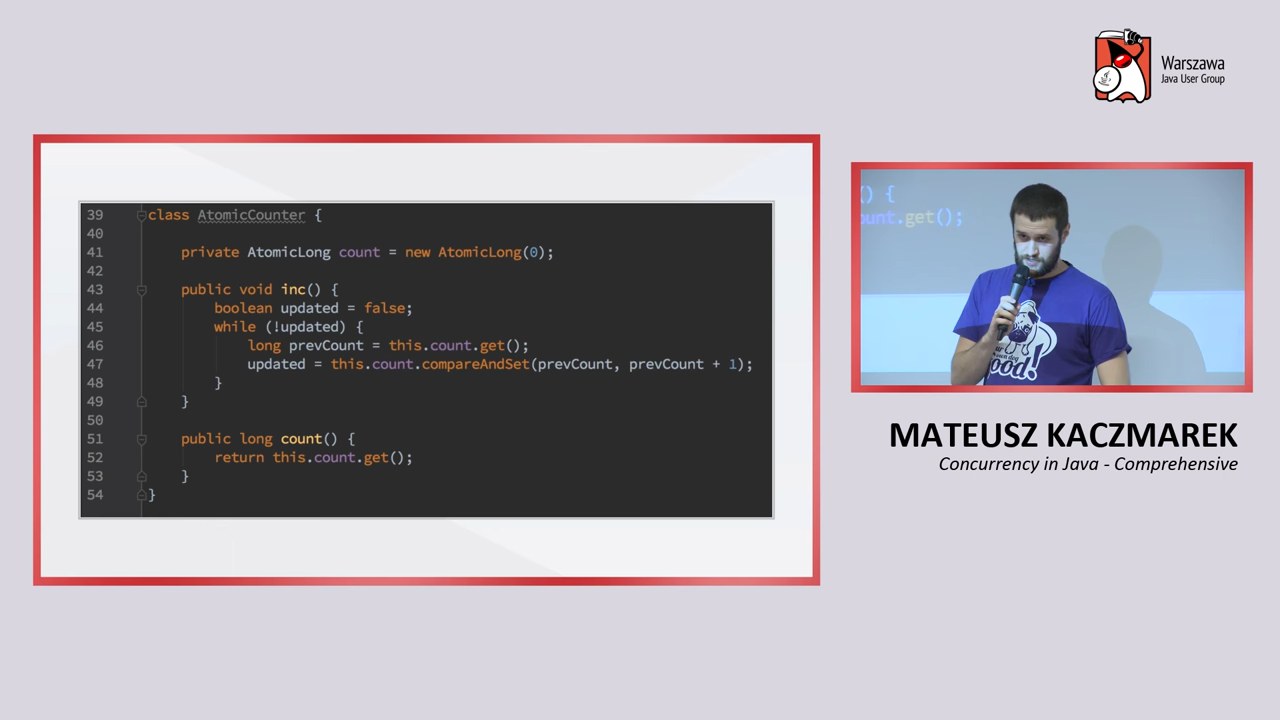 Warszawa
Java User Group
39 class AtomicCounter {
40
41 private AtomicLong count = new AtomicLong(0);
42
43 public void inc() {
44 boolean updated = false;
45 while (!updated) {
46 long prevCount = this.count.get();
47 updated = this.count.compareAndSet(prevCount, prevCount + 1);
48 }
49 }
50
51 public long count() {
52 return this.count.get();
53 }
54 }
() {
ount.get();
ood!
MATEUSZ KACZMAREK
Concurrency in Java - Comprehensive